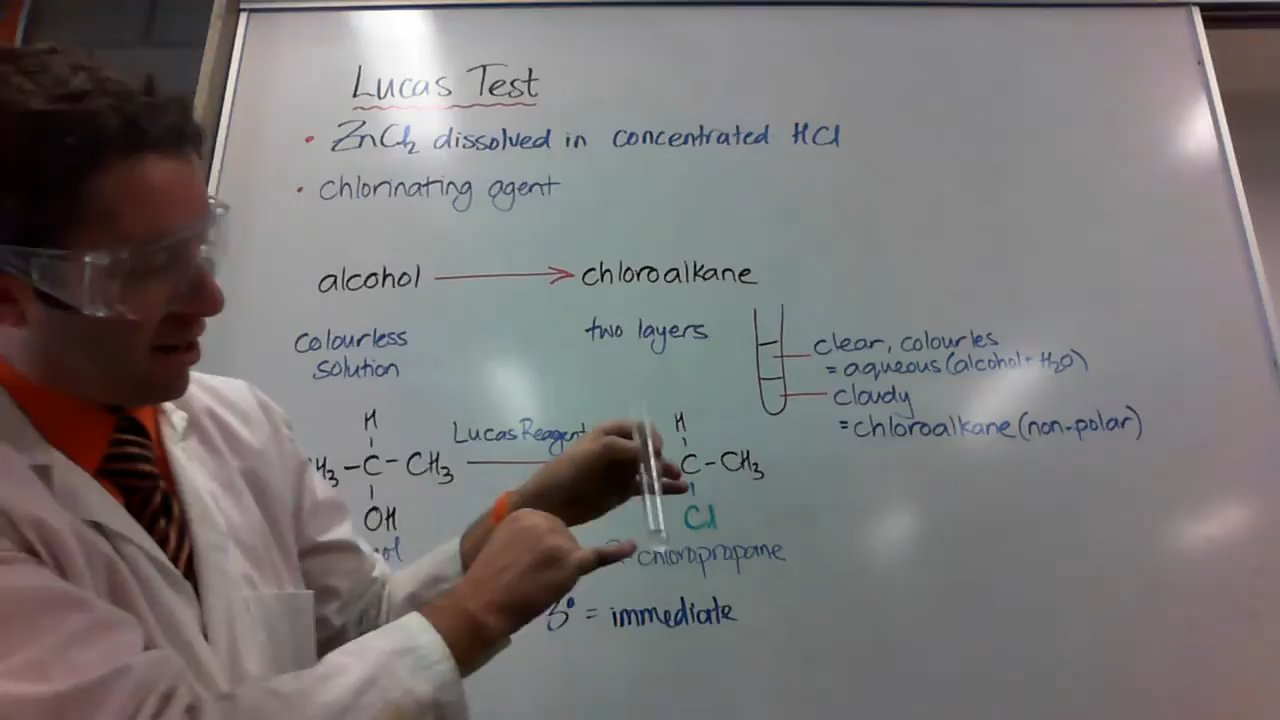 Lucas Test
• ZnCl2 dissolved in concentrated HCl
• chlorinating agent
alcohol → chloroalkane
colourless
solution
two layers
clear, colourles
= aqueous (alcohol + H2O)
cloudy
= chloroalkane (non-polar)
H
H
Lucas Reagent
-C-CH3
C-CH3
OH
Cl
chloropropane
3° = immediate